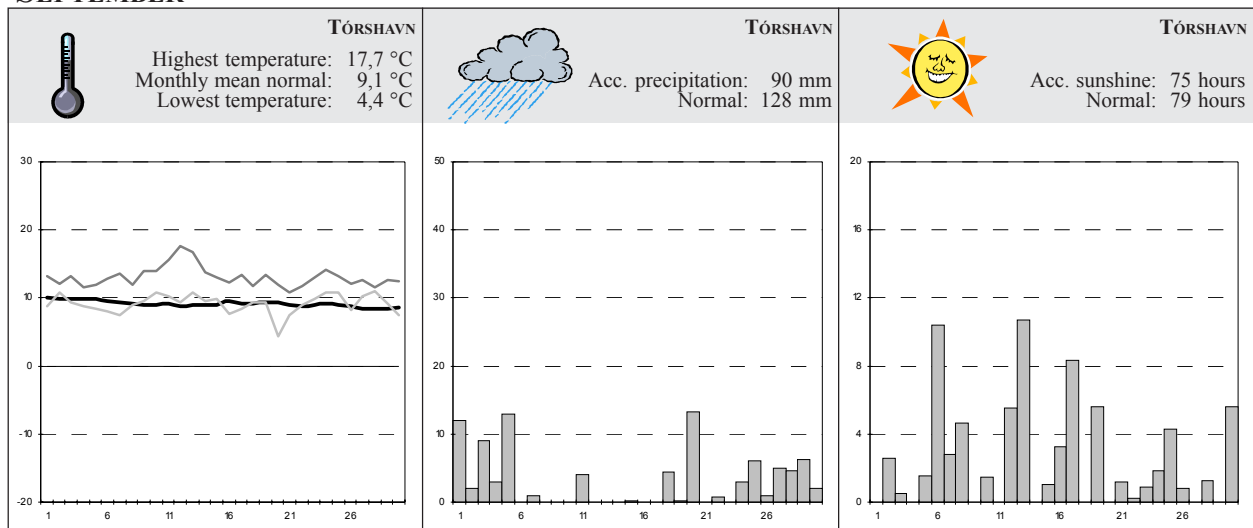 SEPTEMBER
TÓRSHAVN
Highest temperature: 17,7 °C
Monthly mean normal: 9,1 °C
Lowest temperature: 4,4 °C
30
20
10
0
-10
-20
1 6 11 16 21 26
TÓRSHAVN
Acc. precipitation: 90 mm
Normal: 128 mm
50
40
30
20
10
0
1 6 11 16 21 26
TÓRSHAVN
Acc. sunshine: 75 hours
Normal: 79 hours
20
16
12
8
4
0
1 6 11 16 21 26